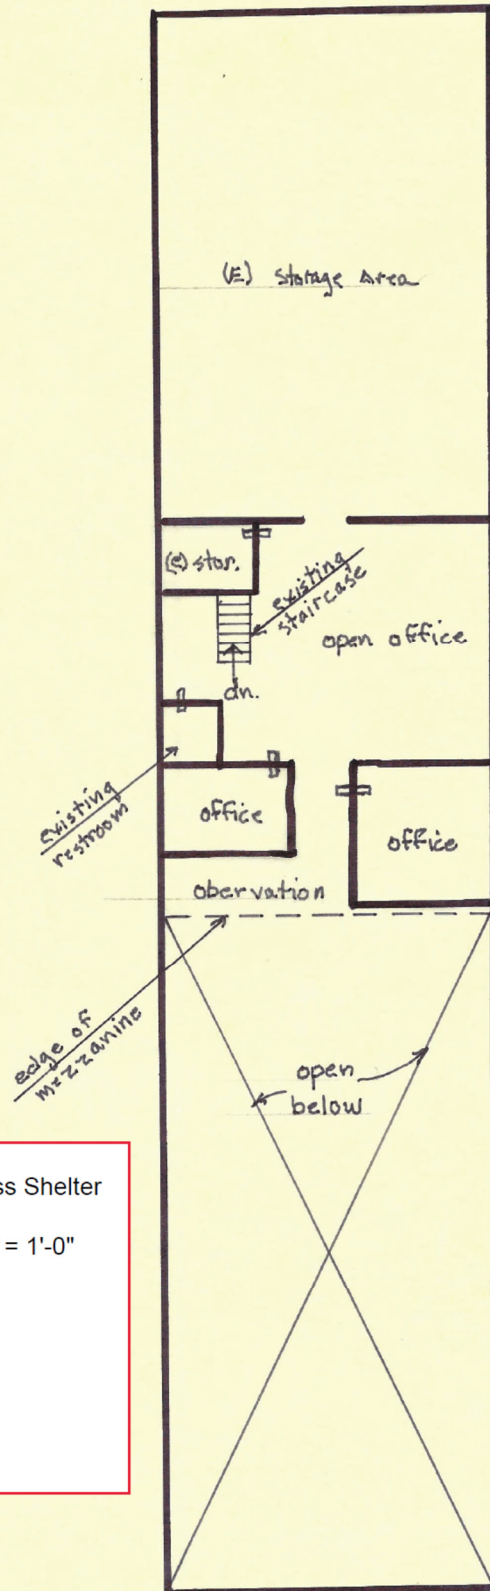 (E) storage area
(e) stor.
existing
staircase
open office
dn.
existing
restroom
office
office
obervation
edge of
mezzanine
open
below
ss Shelter
= 1'-0"